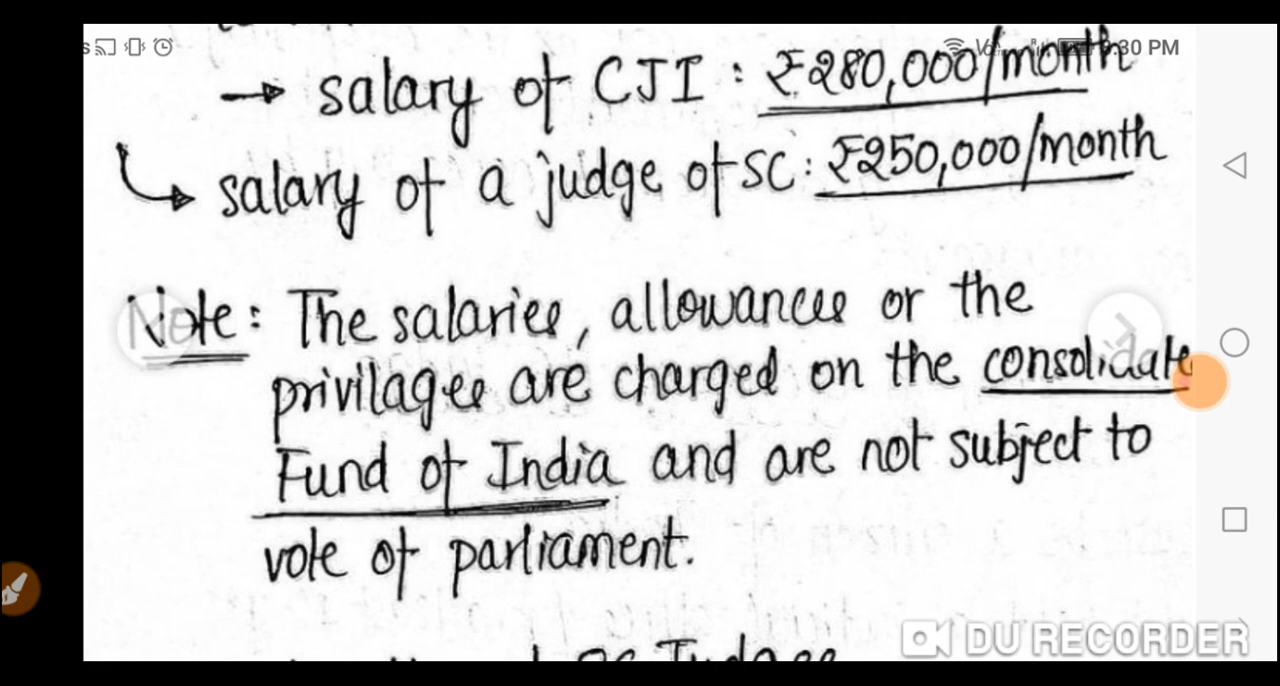 → salary of CJI : ₹280,000/month
:30 PM
↳ salary of a judge of SC: ₹250,000/month
Note: The salaries, allowances or the
privilages are charged on the consolidate
Fund of India and are not subject to
vote of parliament.
DU RECORDER